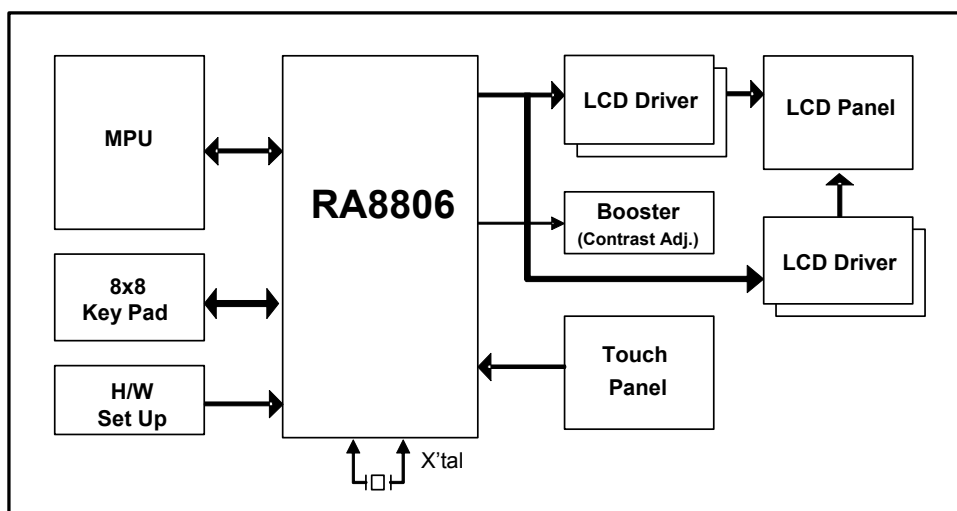 MPU
8x8
Key Pad
H/W
Set Up
RA8806
X'tal
LCD Driver
Booster
(Contrast Adj.)
Touch
Panel
LCD Panel
LCD Driver